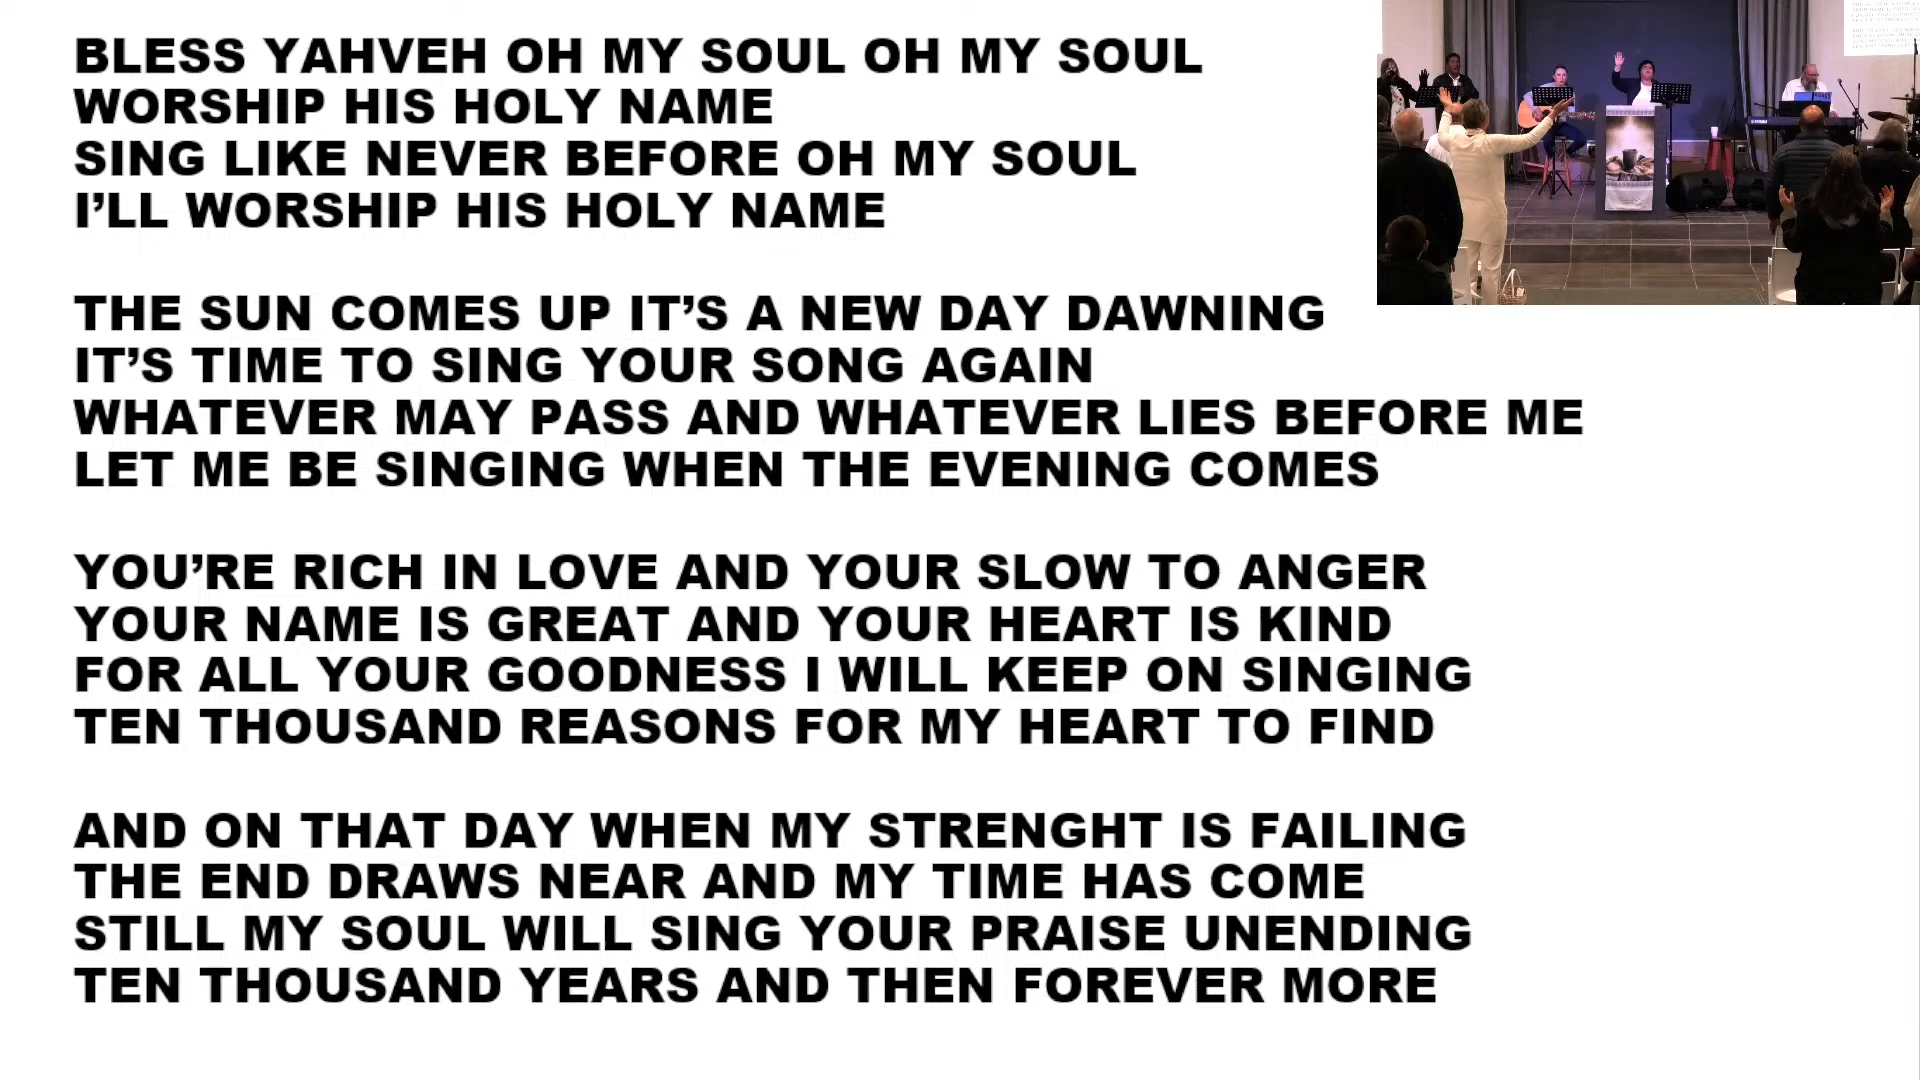 BLESS YAHVEH OH MY SOUL OH MY SOUL
WORSHIP HIS HOLY NAME
SING LIKE NEVER BEFORE OH MY SOUL
I’LL WORSHIP HIS HOLY NAME
THE SUN COMES UP IT’S A NEW DAY DAWNING
IT’S TIME TO SING YOUR SONG AGAIN
WHATEVER MAY PASS AND WHATEVER LIES BEFORE ME
LET ME BE SINGING WHEN THE EVENING COMES
YOU’RE RICH IN LOVE AND YOUR SLOW TO ANGER
YOUR NAME IS GREAT AND YOUR HEART IS KIND
FOR ALL YOUR GOODNESS I WILL KEEP ON SINGING
TEN THOUSAND REASONS FOR MY HEART TO FIND
AND ON THAT DAY WHEN MY STRENGHT IS FAILING
THE END DRAWS NEAR AND MY TIME HAS COME
STILL MY SOUL WILL SING YOUR PRAISE UNENDING
TEN THOUSAND YEARS AND THEN FOREVER MORE